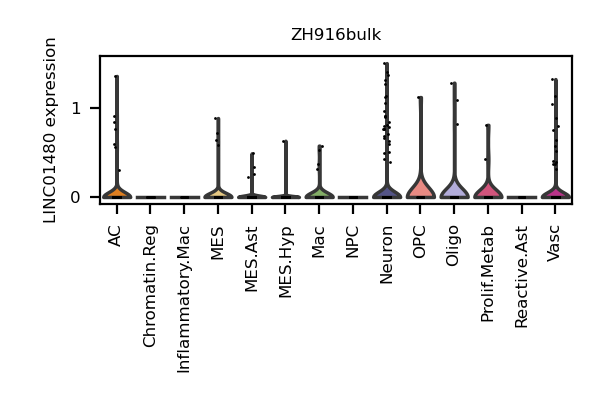 ZH916bulk
LINC01480 expression
1
0
AC
Chromatin.Reg
Inflammatory.Mac
MES
MES.Ast
MES.Hyp
Mac
NPC
Neuron
OPC
Oligo
Prolif.Metab
Reactive.Ast
Vasc